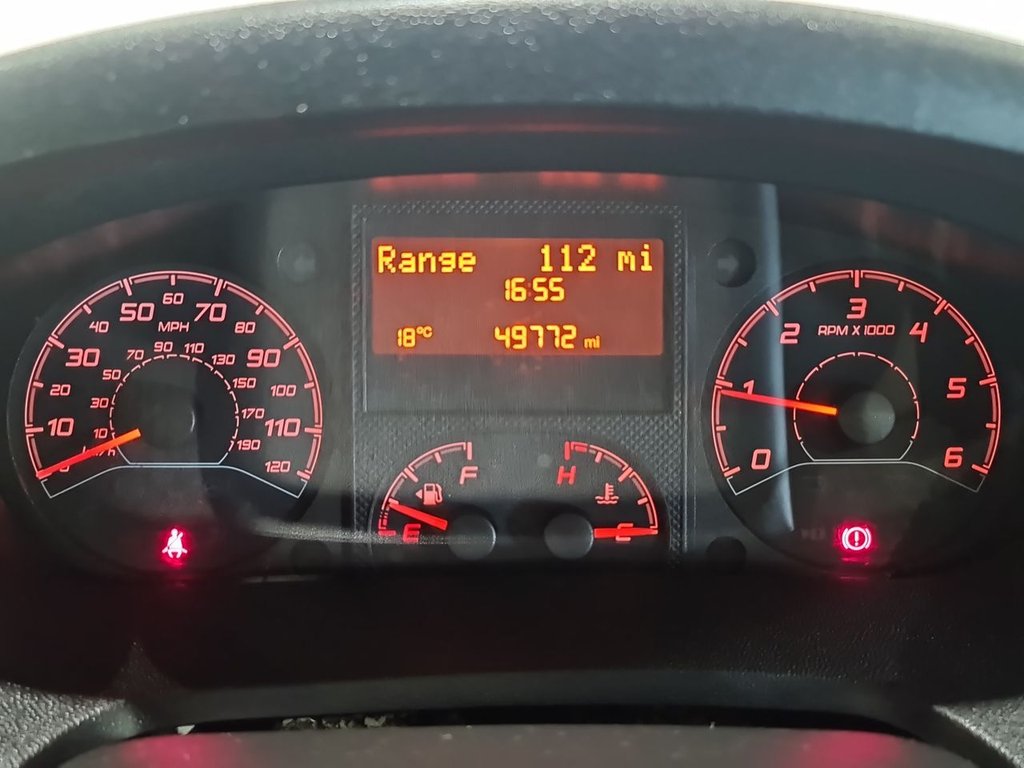 Range 112 mi
16:55
18°C 49772 mi
10 20 30 40 50 60 70 80 90 100 110 120
MPH
10 30 50 70 90 110 130 150 170 190
km/h
0 1 2 3 4 5 6
RPM X 1000
F
E
H
C